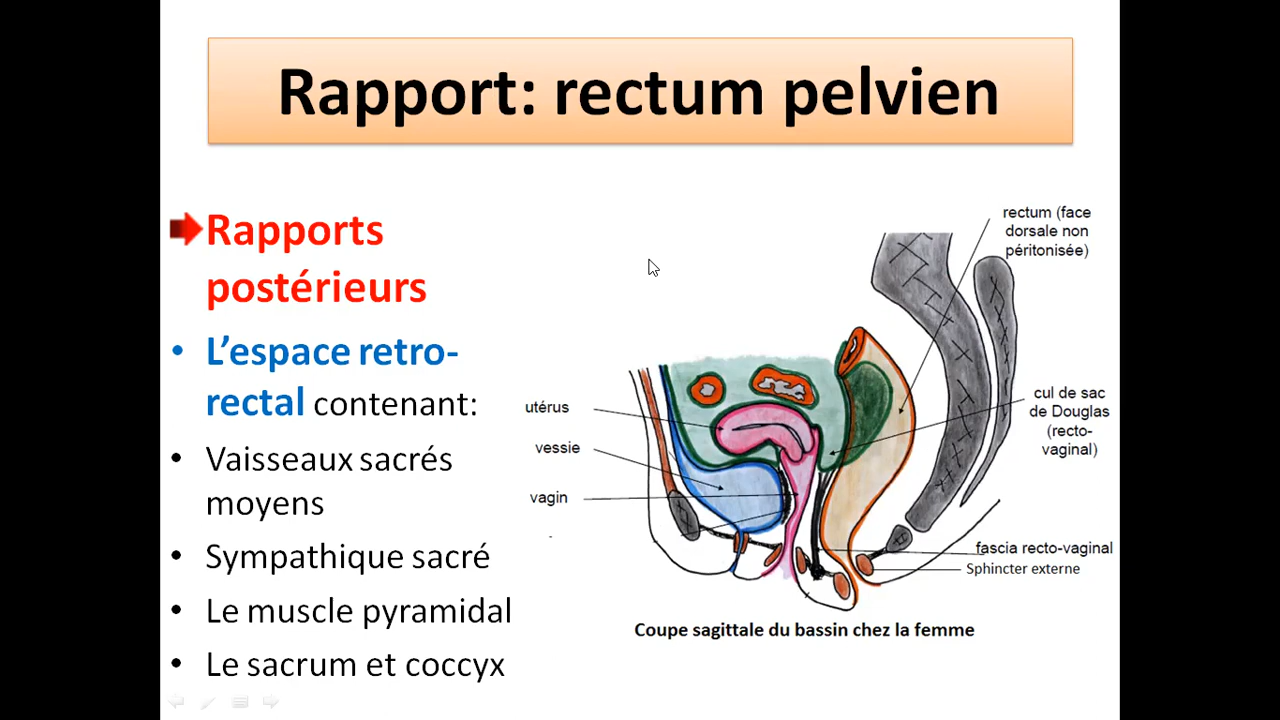 Rapport: rectum pelvien
Rapports
postérieurs
• L’espace retro-
rectal contenant:
• Vaisseaux sacrés
moyens
• Sympathique sacré
• Le muscle pyramidal
• Le sacrum et coccyx
rectum (face
dorsale non
péritonisée)
utérus
vessie
vagin
cul de sac
de Douglas
(recto-
vaginal)
fascia recto-vaginal
Sphincter externe
Coupe sagittale du bassin chez la femme